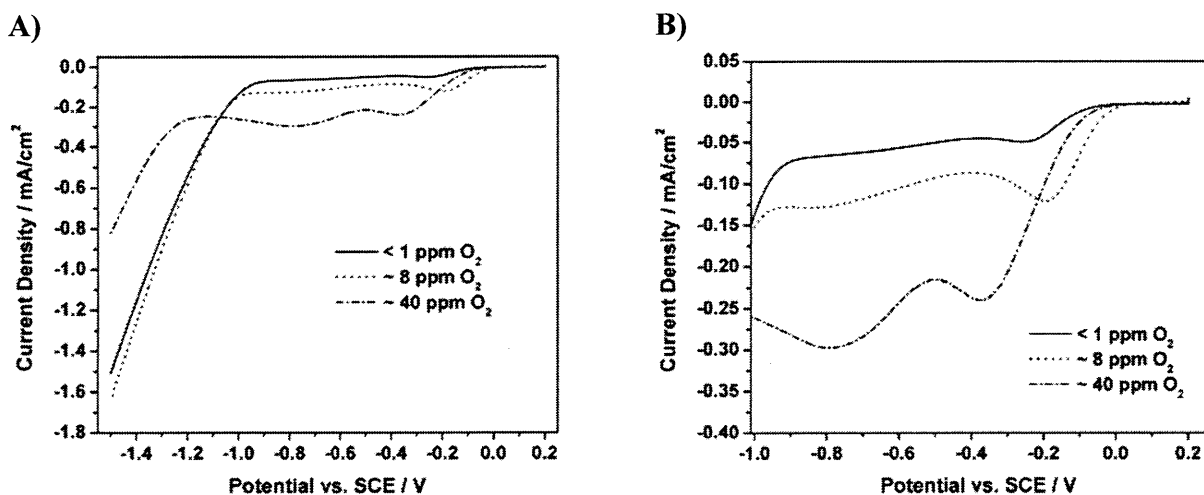 A)
0.0
-0.2
-0.4
-0.6
-0.8
-1.0
-1.2
-1.4
-1.6
-1.8
Current Density / mA/cm²
< 1 ppm O₂
~ 8 ppm O₂
~ 40 ppm O₂
-1.4 -1.2 -1.0 -0.8 -0.6 -0.4 -0.2 0.0 0.2
Potential vs. SCE / V
B)
0.05
0.00
-0.05
-0.10
-0.15
-0.20
-0.25
-0.30
-0.35
-0.40
Current Density / mA/cm²
< 1 ppm O₂
~ 8 ppm O₂
~ 40 ppm O₂
-1.0 -0.8 -0.6 -0.4 -0.2 0.0 0.2
Potential vs. SCE / V